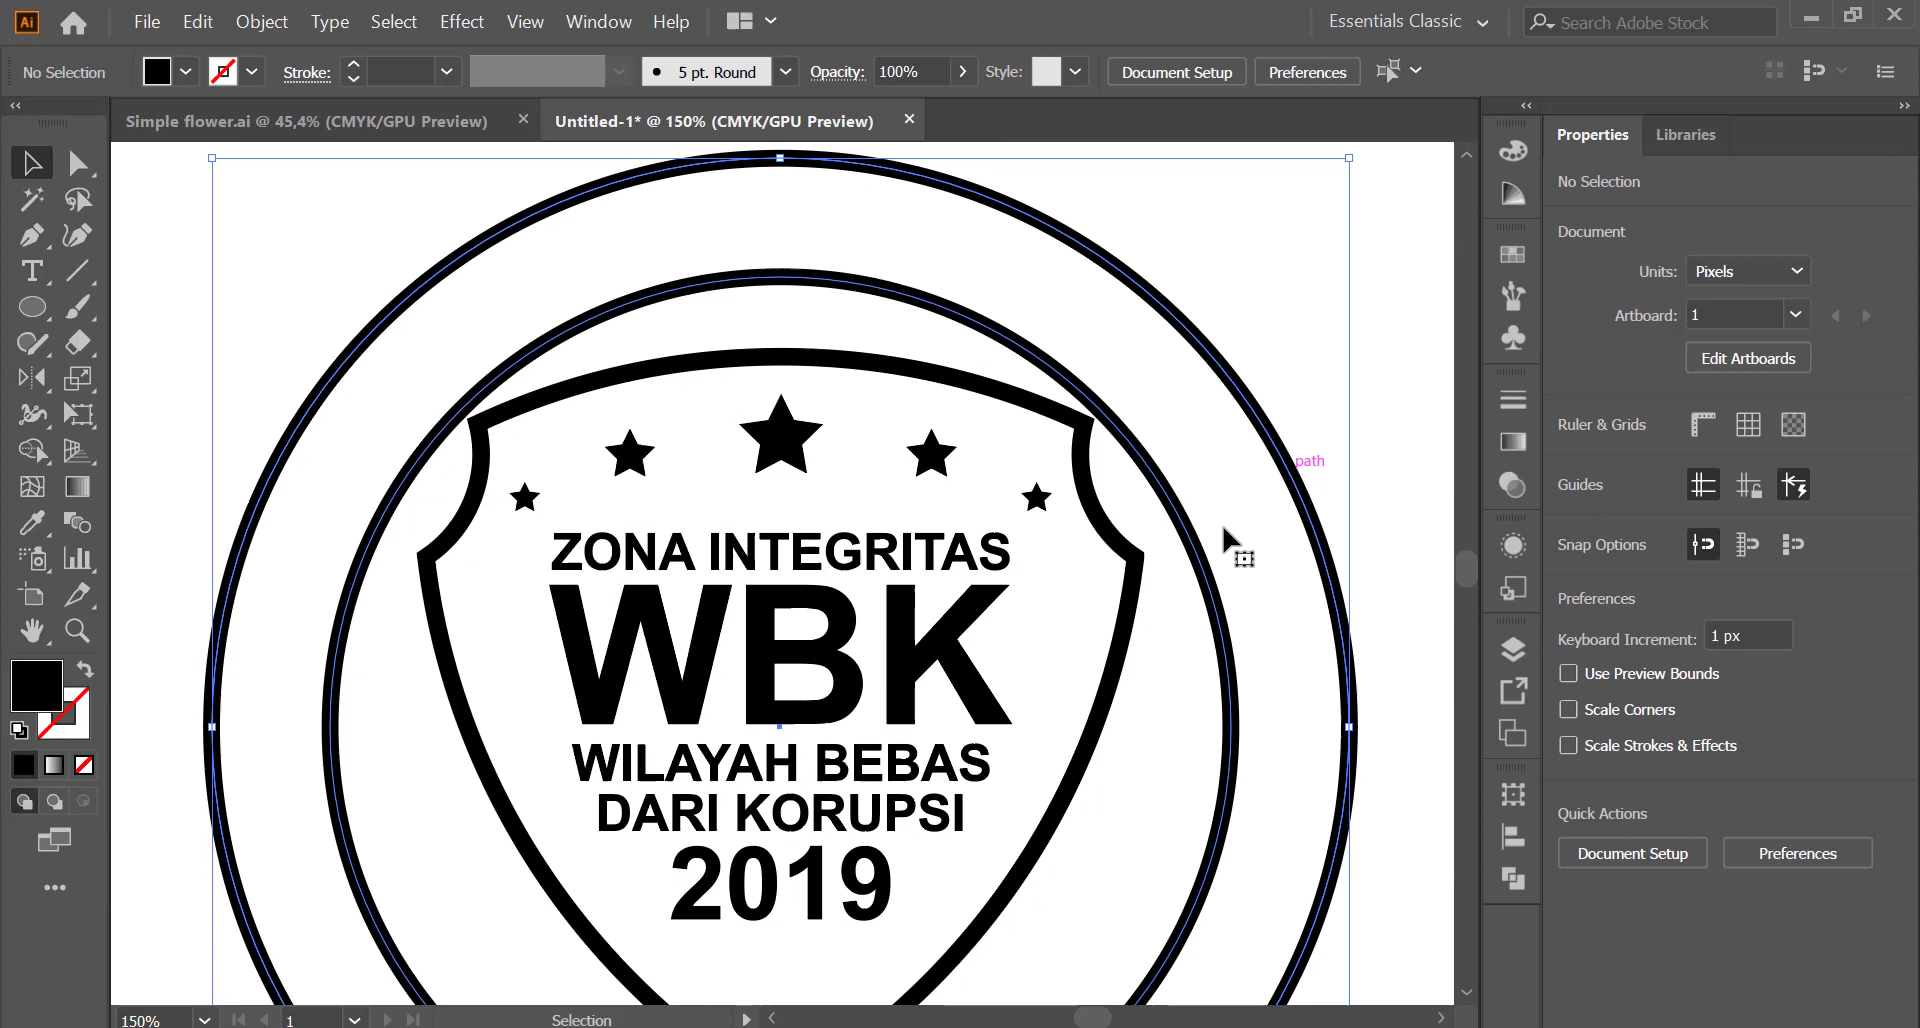 Ai File Edit Object Type Select Effect View Window Help Essentials Classic Search Adobe Stock
No Selection Stroke: 5 pt. Round Opacity: 100% Style: Document Setup Preferences
Simple flower.ai @ 45,4% (CMYK/GPU Preview) Untitled-1* @ 150% (CMYK/GPU Preview)
Properties Libraries
No Selection
Document
Units: Pixels
Artboard: 1
Edit Artboards
Ruler & Grids
path
Guides
Snap Options
ZONA INTEGRITAS
WBK
WILAYAH BEBAS
DARI KORUPSI
2019
Preferences
Keyboard Increment: 1 px
Use Preview Bounds
Scale Corners
Scale Strokes & Effects
Quick Actions
Document Setup Preferences
150% 1 Selection